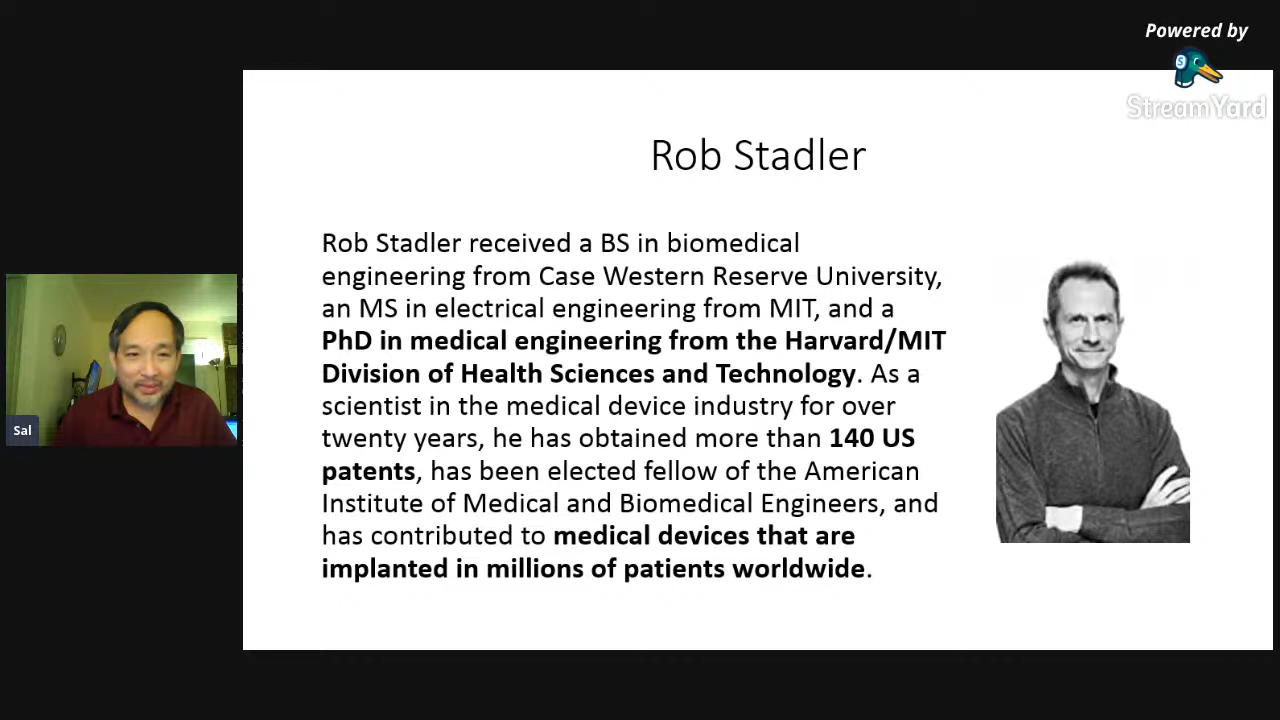 Powered by
StreamYard
Rob Stadler
Rob Stadler received a BS in biomedical
engineering from Case Western Reserve University,
an MS in electrical engineering from MIT, and a
PhD in medical engineering from the Harvard/MIT
Division of Health Sciences and Technology. As a
scientist in the medical device industry for over
twenty years, he has obtained more than 140 US
patents, has been elected fellow of the American
Institute of Medical and Biomedical Engineers, and
has contributed to medical devices that are
implanted in millions of patients worldwide.
Sal